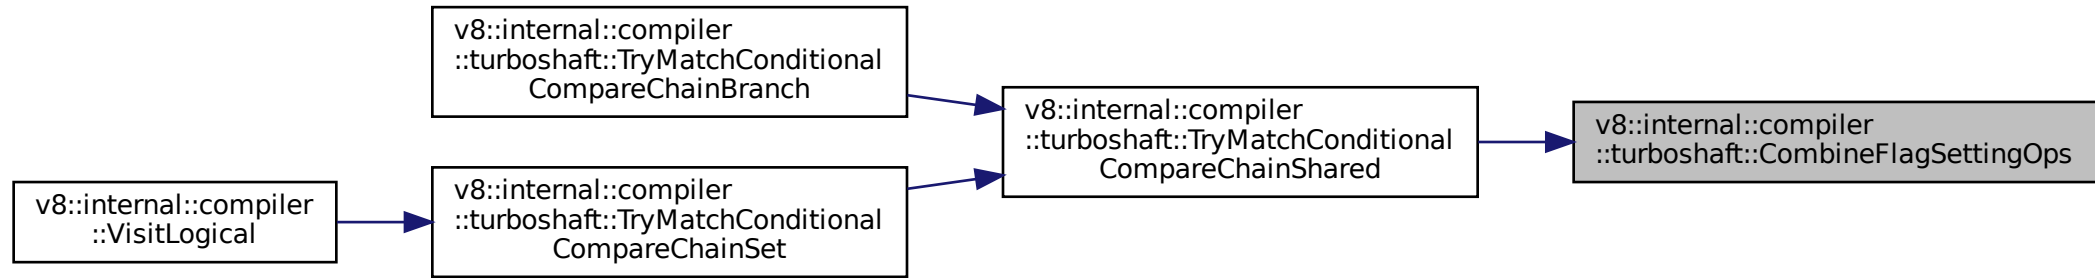 v8::internal::compiler
::VisitLogical
v8::internal::compiler
::turboshaft::TryMatchConditional
CompareChainBranch
v8::internal::compiler
::turboshaft::TryMatchConditional
CompareChainSet
v8::internal::compiler
::turboshaft::TryMatchConditional
CompareChainShared
v8::internal::compiler
::turboshaft::CombineFlagSettingOps